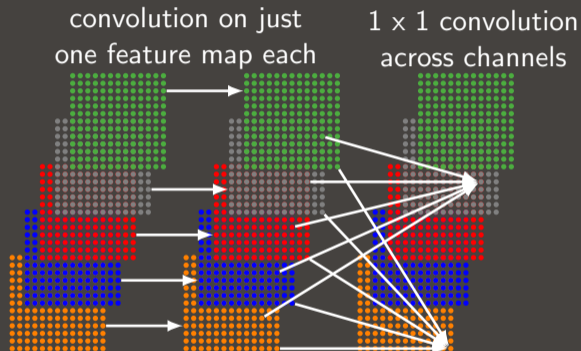 convolution on just
one feature map each
1 x 1 convolution
across channels